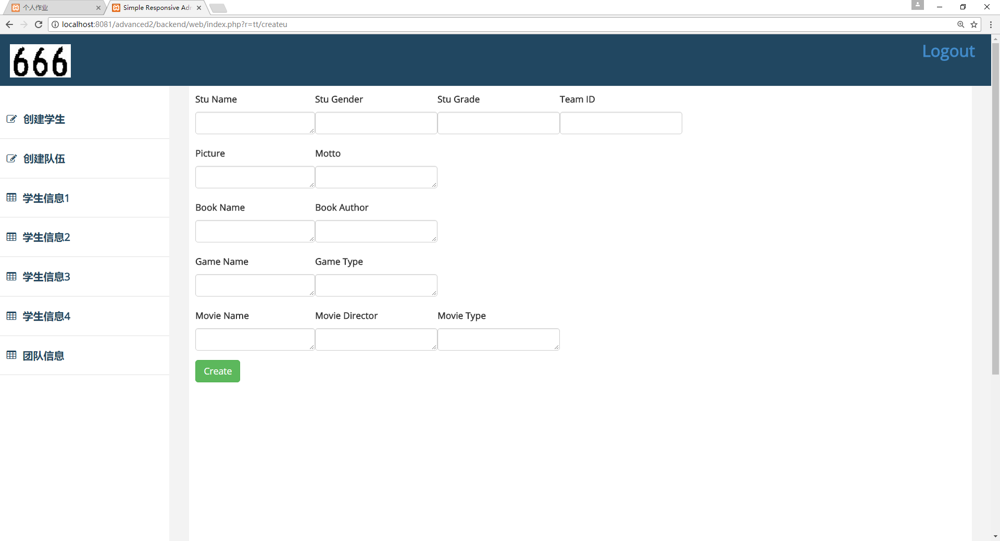 个人作业
Simple Responsive Adr
localhost:8081/advanced2/backend/web/index.php?r=tt/createu
666
Logout
创建学生
创建队伍
学生信息1
学生信息2
学生信息3
学生信息4
团队信息
Stu Name Stu Gender Stu Grade Team ID
Picture Motto
Book Name Book Author
Game Name Game Type
Movie Name Movie Director Movie Type
Create